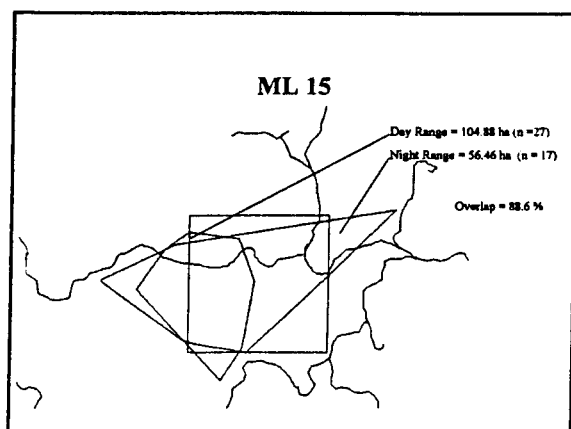 ML 15
Day Range = 104.88 ha (n =27)
Night Range = 56.46 ha (n = 17)
Overlap = 88.6 %